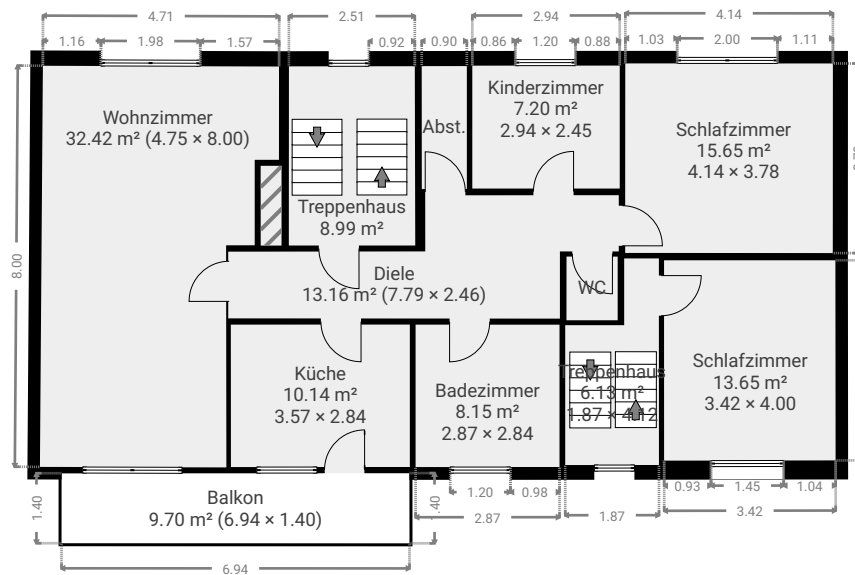 4.71
2.51
2.94
4.14
1.16
1.98
1.57
0.92
0.90
0.86
1.20
0.88
1.03
2.00
1.11
Wohnzimmer
32.42 m² (4.75 × 8.00)
Abst.
Kinderzimmer
7.20 m²
2.94 × 2.45
Schlafzimmer
15.65 m²
4.14 × 3.78
Treppenhaus
8.99 m²
8.00
Diele
13.16 m² (7.79 × 2.46)
WC
Küche
10.14 m²
3.57 × 2.84
Badezimmer
8.15 m²
2.87 × 2.84
Treppenhaus
6.13 m²
1.87 × 4.12
Schlafzimmer
13.65 m²
3.42 × 4.00
1.40
Balkon
9.70 m² (6.94 × 1.40)
1.40
1.20
0.98
2.87
1.87
0.93
1.45
1.04
3.42
6.94